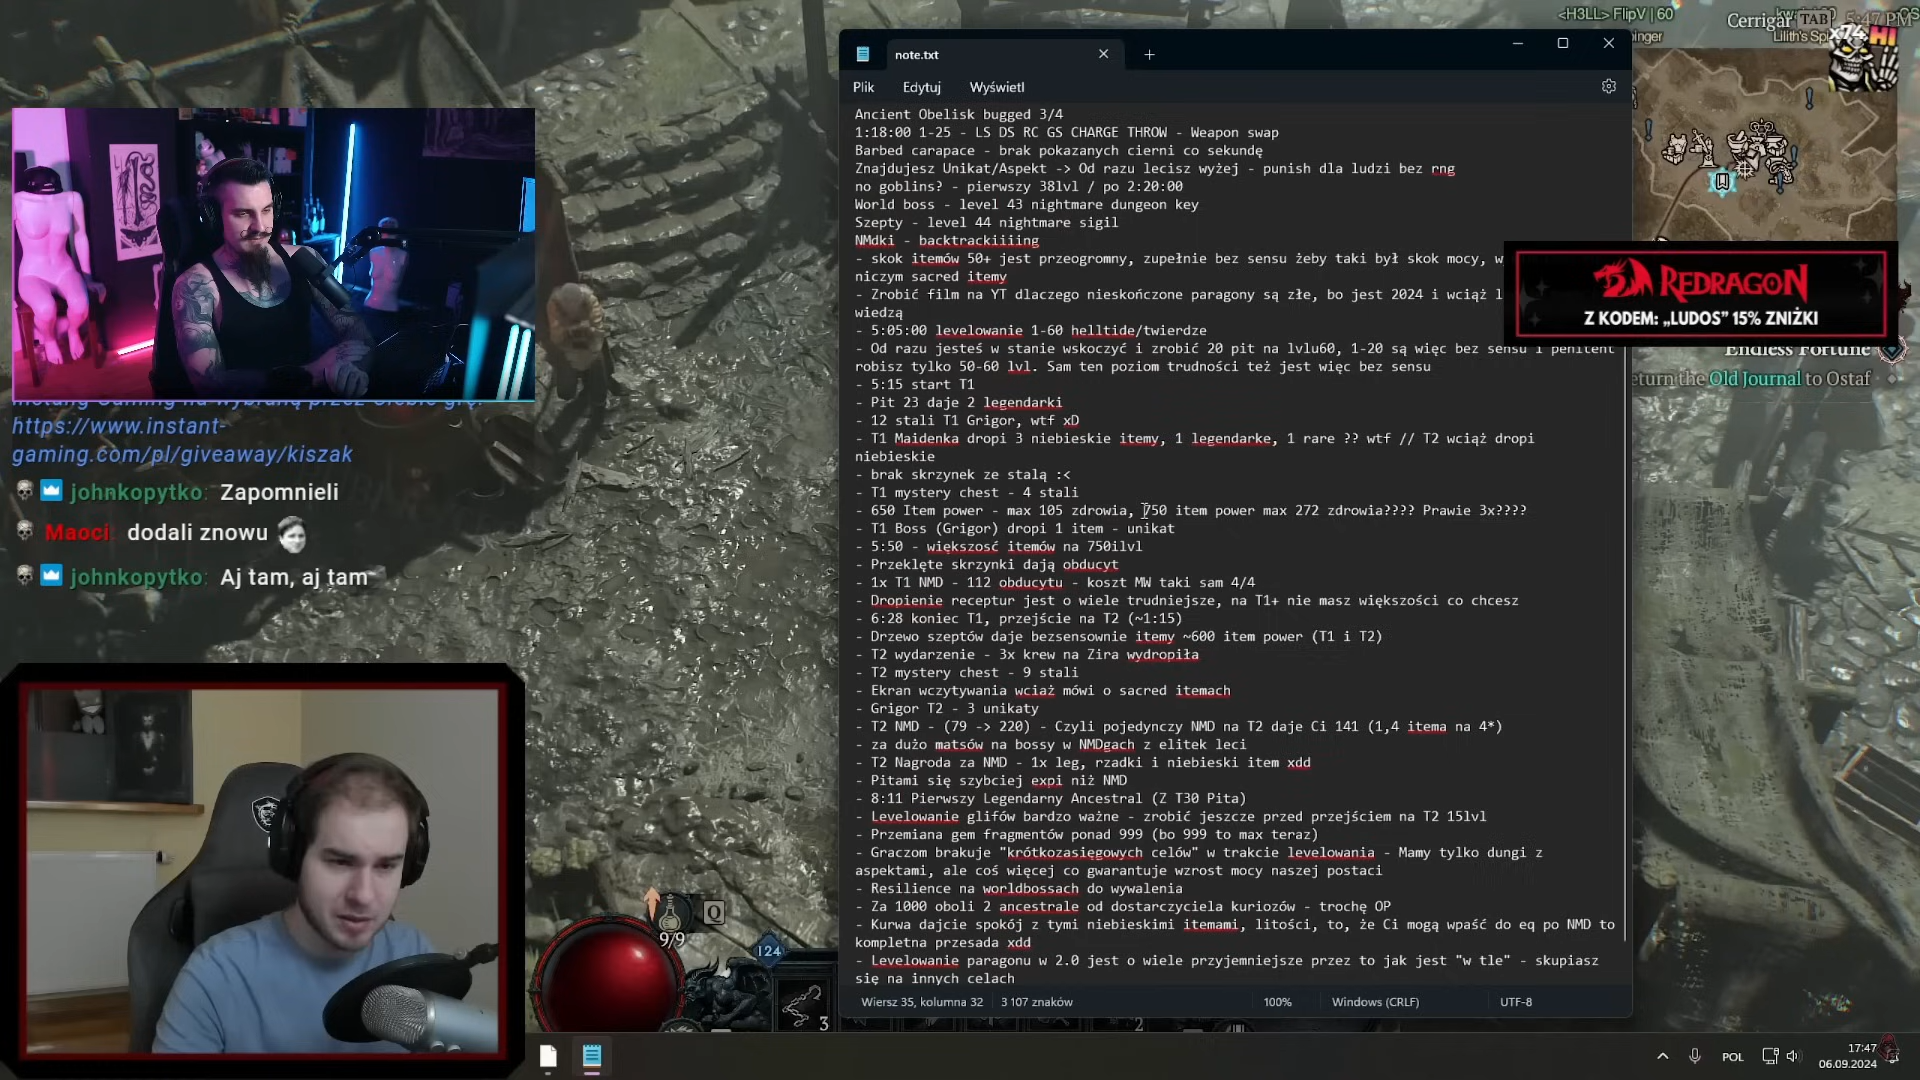 <H3LL> FlipV | 60
Cerrigar TAB 5:47 PM
x74
HI
note.txt
Plik
Edytuj
Wyświetl
Ancient Obelisk bugged 3/4
1:18:00 1-25 - LS DS RC GS CHARGE THROW - Weapon swap
Barbed carapace - brak pokazanych cierni co sekundę
Znajdujesz Unikat/Aspekt -> Od razu lecisz wyżej - punish dla ludzi bez rng
no goblins? - pierwszy 38lvl / po 2:20:00
World boss - level 43 nightmare dungeon key
Szepty - level 44 nightmare sigil
NMdki - backtrackiiiing
- skok itemów 50+ jest przeogromny, zupełnie bez sensu żeby taki był skok mocy, w
niczym sacred itemy
- Zrobić film na YT dlaczego nieskończone paragony są złe, bo jest 2024 i wciąż l
wiedzą
- 5:05:00 levelowanie 1-60 helltide/twierdze
- Od razu jesteś w stanie wskoczyć i zrobić 20 pit na lvlu60, 1-20 są więc bez sensu i penitent
robisz tylko 50-60 lvl. Sam ten poziom trudności też jest więc bez sensu
- 5:15 start T1
- Pit 23 daje 2 legendarki
- 12 stali T1 Grigor, wtf xD
- T1 Maidenka dropi 3 niebieskie itemy, 1 legendarke, 1 rare ?? wtf // T2 wciąż dropi
niebieskie
- brak skrzynek ze stalą :<
- T1 mystery chest - 4 stali
- 650 Item power - max 105 zdrowia, 750 item power max 272 zdrowia???? Prawie 3x????
- T1 Boss (Grigor) dropi 1 item - unikat
- 5:50 - większosć itemów na 750ilvl
- Przeklęte skrzynki dają obducyt
- 1x T1 NMD - 112 obducytu - koszt MW taki sam 4/4
- Dropienie receptur jest o wiele trudniejsze, na T1+ nie masz większości co chcesz
- 6:28 koniec T1, przejście na T2 (~1:15)
- Drzewo szeptów daje bezsensownie itemy ~600 item power (T1 i T2)
- T2 wydarzenie - 3x krew na Zira wydropiła
- T2 mystery chest - 9 stali
- Ekran wczytywania wciaż mówi o sacred itemach
- Grigor T2 - 3 unikaty
- T2 NMD - (79 -> 220) - Czyli pojedynczy NMD na T2 daje Ci 141 (1,4 itema na 4*)
- za dużo matsów na bossy w NMDgach z elitek leci
- T2 Nagroda za NMD - 1x leg, rzadki i niebieski item xdd
- Pitami się szybciej expi niż NMD
- 8:11 Pierwszy Legendarny Ancestral (Z T30 Pita)
- Levelowanie glifów bardzo ważne - zrobić jeszcze przed przejściem na T2 15lvl
- Przemiana gem fragmentów ponad 999 (bo 999 to max teraz)
- Graczom brakuje "krótkozasięgowych celów" w trakcie levelowania - Mamy tylko dungi z
aspektami, ale coś więcej co gwarantuje wzrost mocy naszej postaci
- Resilience na worldbossach do wywalenia
- Za 1000 oboli 2 ancestrale od dostarczyciela kuriozów - trochę OP
- Kurwa dajcie spokój z tymi niebieskimi itemami, litości, to, że Ci mogą wpaść do eq po NMD to
kompletna przesada xdd
- Levelowanie paragonu w 2.0 jest o wiele przyjemniejsze przez to jak jest "w tle" - skupiasz
się na innych celach
Wiersz 35, kolumna 32
3 107 znaków
100%
Windows (CRLF)
UTF-8
REDRAGON
Z KODEM: „LUDOS” 15% ZNIŻKI
Endless Fortune
eturn the Old Journal to Ostaf
https://www.instant-
gaming.com/pl/giveaway/kiszak
johnkopytko: Zapomnieli
Maoci: dodali znowu
johnkopytko: Aj tam, aj tam
Q
9/9
124
3
2
POL
17:47
06.09.2024